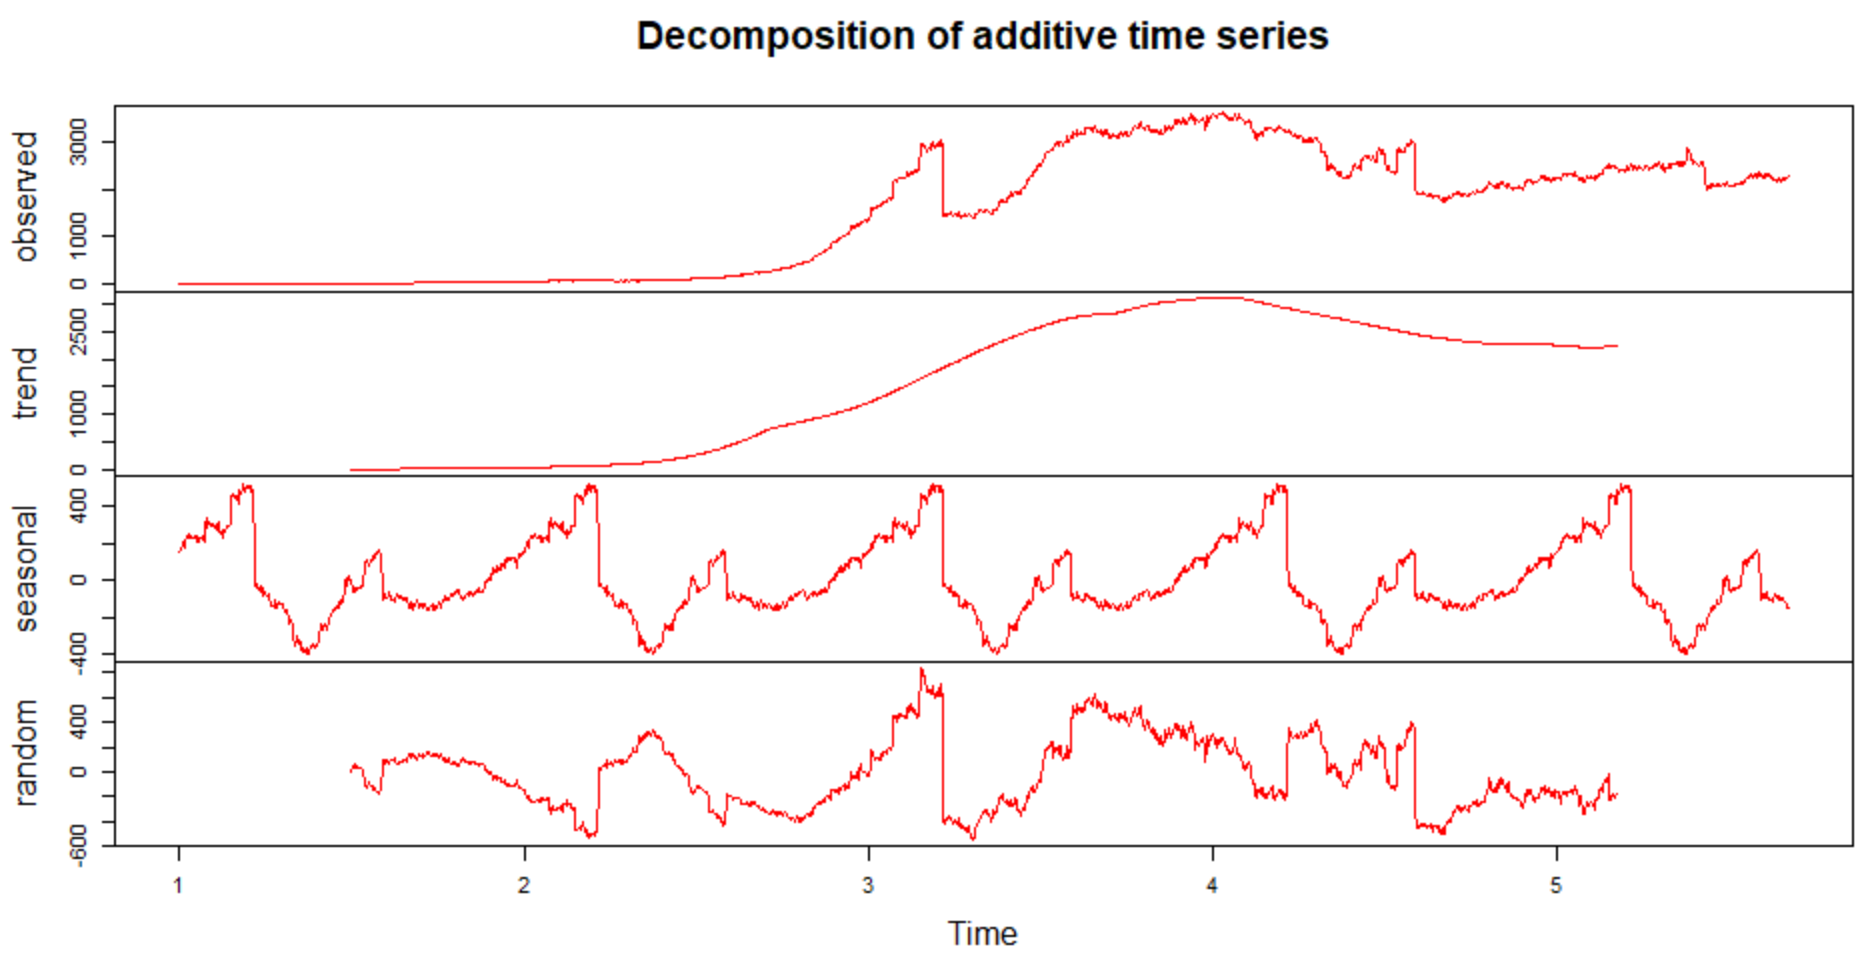 Decomposition of additive time series
observed
3000
1000
0
trend
2500
1000
0
seasonal
400
0
-400
random
400
0
-600
1 2 3 4 5
Time